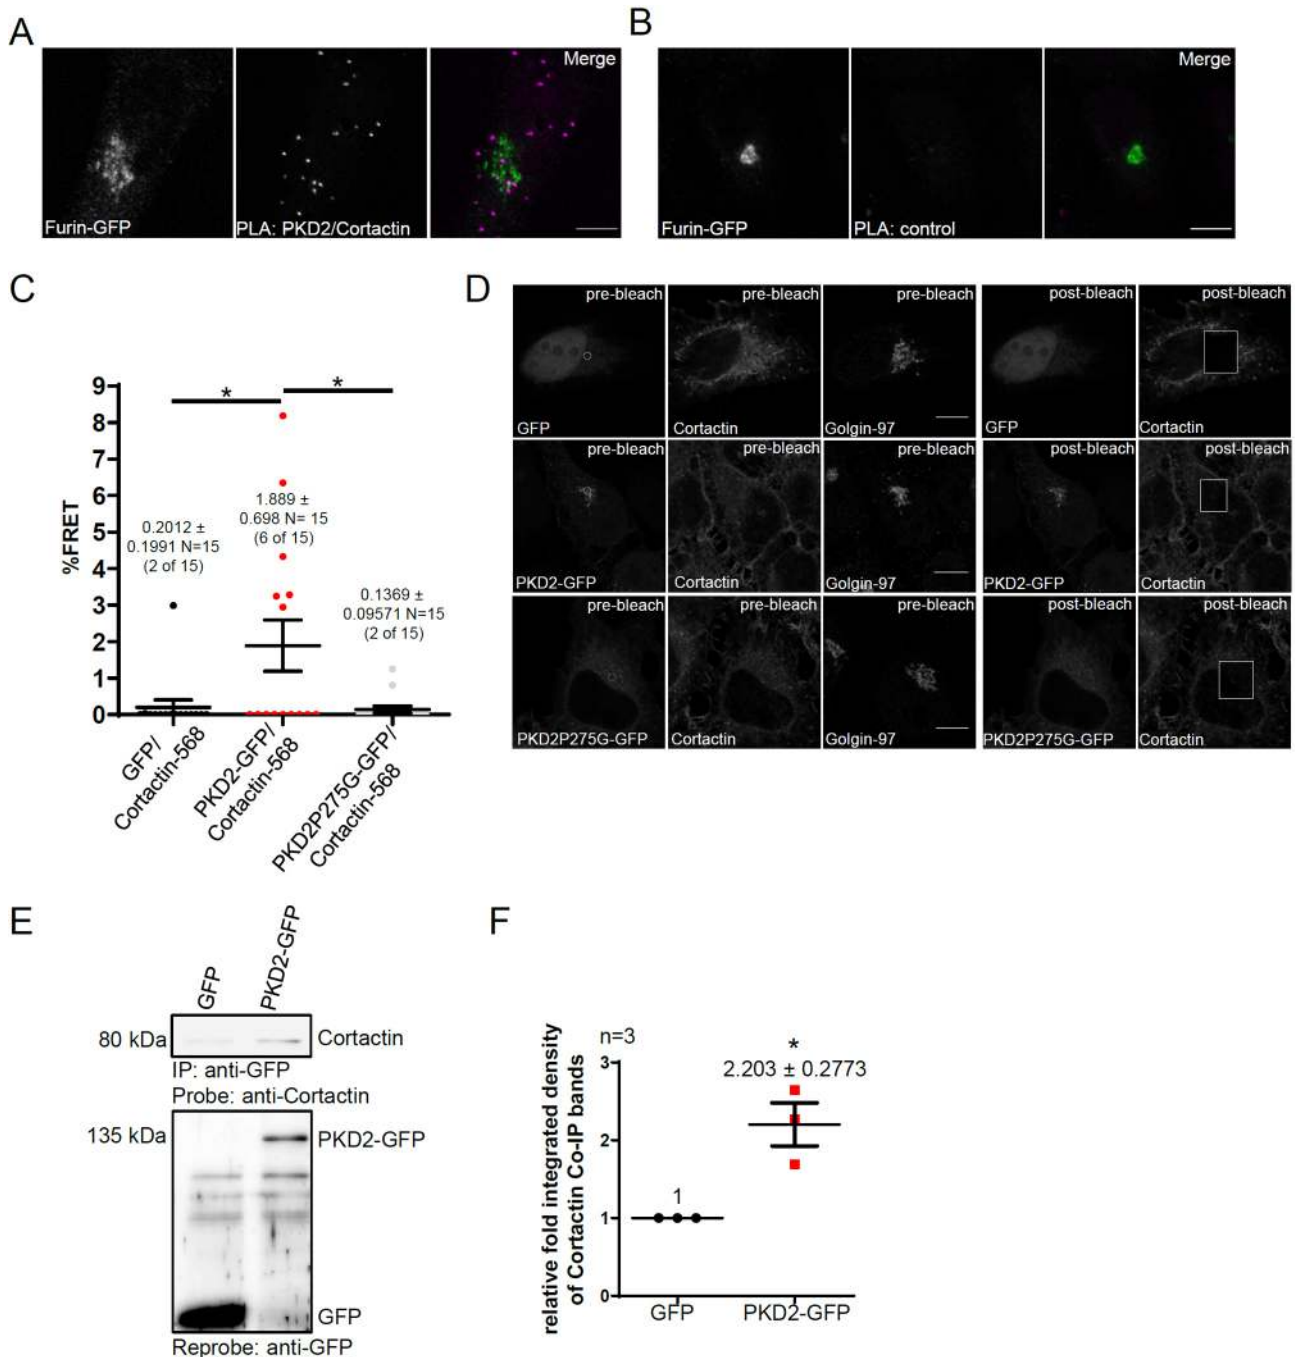 A
B
Merge
Furin-GFP
PLA: PKD2/Cortactin
Merge
Furin-GFP
PLA: control
C
%FRET
9
8
7
6
5
4
3
2
1
0
*
*
0.2012 ±
0.1991 N=15
(2 of 15)
1.889 ±
0.698 N= 15
(6 of 15)
0.1369 ±
0.09571 N=15
(2 of 15)
GFP/
Cortactin-568
PKD2-GFP/
Cortactin-568
PKD2P275G-GFP/
Cortactin-568
D
pre-bleach
pre-bleach
pre-bleach
post-bleach
post-bleach
GFP
Cortactin
Golgin-97
GFP
Cortactin
pre-bleach
pre-bleach
pre-bleach
post-bleach
post-bleach
PKD2-GFP
Cortactin
Golgin-97
PKD2-GFP
Cortactin
pre-bleach
pre-bleach
pre-bleach
post-bleach
post-bleach
PKD2P275G-GFP
Cortactin
Golgin-97
PKD2P275G-GFP
Cortactin
E
GFP
PKD2-GFP
80 kDa
Cortactin
IP: anti-GFP
Probe: anti-Cortactin
135 kDa
PKD2-GFP
GFP
Reprobe: anti-GFP
F
relative fold integrated density
of Cortactin Co-IP bands
n=3
*
2.203 ± 0.2773
1
3
2
1
0
GFP
PKD2-GFP